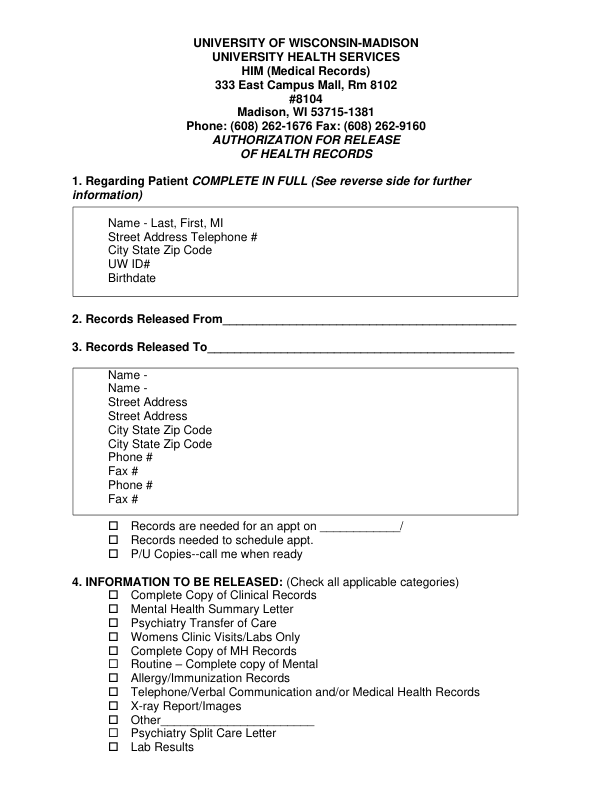 UNIVERSITY OF WISCONSIN-MADISON
UNIVERSITY HEALTH SERVICES
HIM (Medical Records)
333 East Campus Mall, Rm 8102
#8104
Madison, WI 53715-1381
Phone: (608) 262-1676 Fax: (608) 262-9160
AUTHORIZATION FOR RELEASE
OF HEALTH RECORDS
1. Regarding Patient COMPLETE IN FULL (See reverse side for further
information)
Name - Last, First, MI
Street Address Telephone #
City State Zip Code
UW ID#
Birthdate
2. Records Released From____________________________________________
3. Records Released To______________________________________________
Name -
Name -
Street Address
Street Address
City State Zip Code
City State Zip Code
Phone #
Fax #
Phone #
Fax #
☐ Records are needed for an appt on ____________/
☐ Records needed to schedule appt.
☐ P/U Copies--call me when ready
4. INFORMATION TO BE RELEASED: (Check all applicable categories)
☐ Complete Copy of Clinical Records
☐ Mental Health Summary Letter
☐ Psychiatry Transfer of Care
☐ Womens Clinic Visits/Labs Only
☐ Complete Copy of MH Records
☐ Routine – Complete copy of Mental
☐ Allergy/Immunization Records
☐ Telephone/Verbal Communication and/or Medical Health Records
☐ X-ray Report/Images
☐ Other_______________________
☐ Psychiatry Split Care Letter
☐ Lab Results